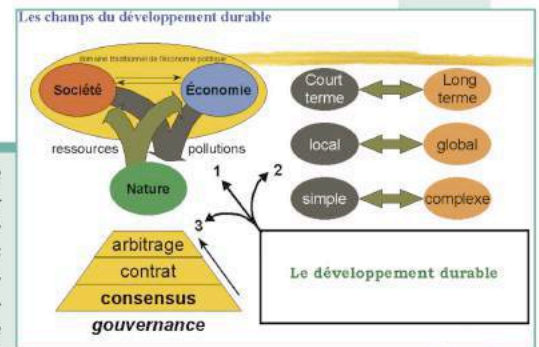 Les champs du développement durable
domaine traditionnel de l'économie politique
Société
Économie
ressources
pollutions
Nature
Court terme
Long terme
local
global
simple
complexe
1
2
3
arbitrage
contrat
consensus
gouvernance
Le développement durable